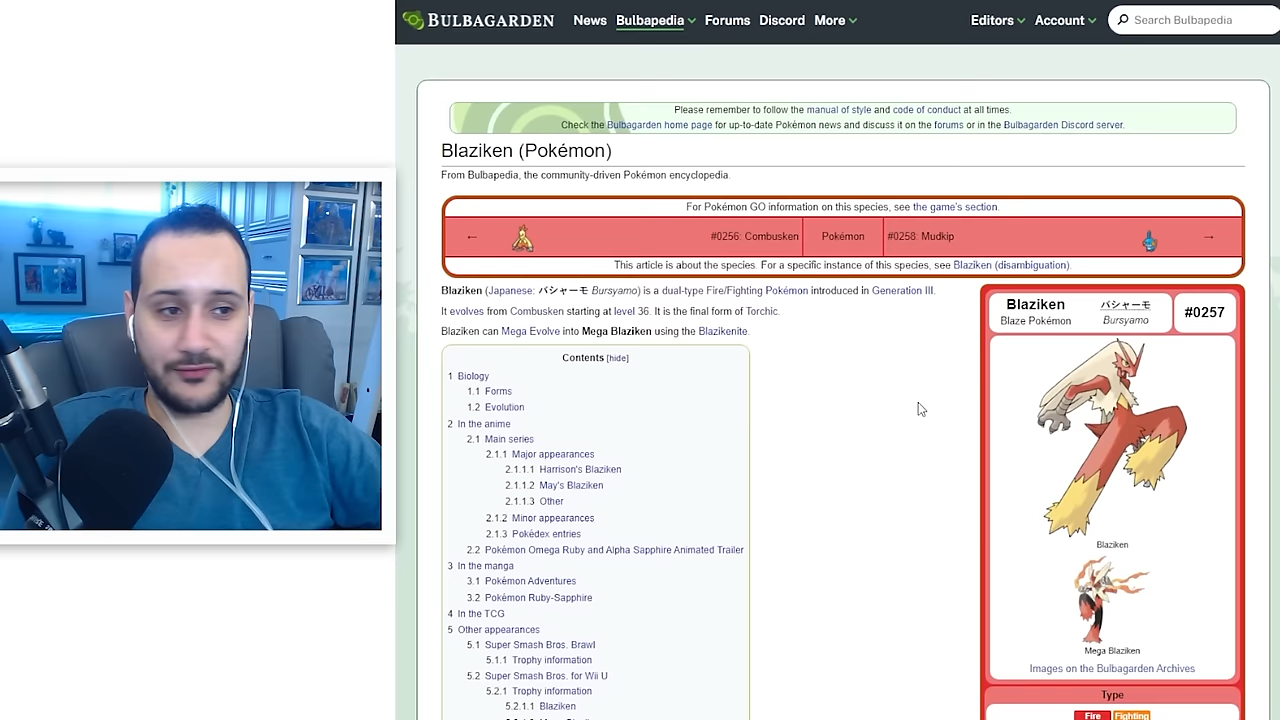 BULBAGARDEN News Bulbapedia Forums Discord More Editors Account Search Bulbapedia
Please remember to follow the manual of style and code of conduct at all times.
Check the Bulbagarden home page for up-to-date Pokémon news and discuss it on the forums or in the Bulbagarden Discord server.
Blaziken (Pokémon)
From Bulbapedia, the community-driven Pokémon encyclopedia.
For Pokémon GO information on this species, see the game's section.
← #0256: Combusken Pokémon #0258: Mudkip →
This article is about the species. For a specific instance of this species, see Blaziken (disambiguation).
Blaziken (Japanese: バシャーモ Bursyamo) is a dual-type Fire/Fighting Pokémon introduced in Generation III.
It evolves from Combusken starting at level 36. It is the final form of Torchic.
Blaziken can Mega Evolve into Mega Blaziken using the Blazikenite.
Contents [hide]
1 Biology
1.1 Forms
1.2 Evolution
2 In the anime
2.1 Main series
2.1.1 Major appearances
2.1.1.1 Harrison's Blaziken
2.1.1.2 May's Blaziken
2.1.1.3 Other
2.1.2 Minor appearances
2.1.3 Pokédex entries
2.2 Pokémon Omega Ruby and Alpha Sapphire Animated Trailer
3 In the manga
3.1 Pokémon Adventures
3.2 Pokémon Ruby-Sapphire
4 In the TCG
5 Other appearances
5.1 Super Smash Bros. Brawl
5.1.1 Trophy information
5.2 Super Smash Bros. for Wii U
5.2.1 Trophy information
5.2.1.1 Blaziken
Blaziken
Blaze Pokémon
バシャーモ
Bursyamo
#0257
Blaziken
Mega Blaziken
Images on the Bulbagarden Archives
Type
Fire Fighting